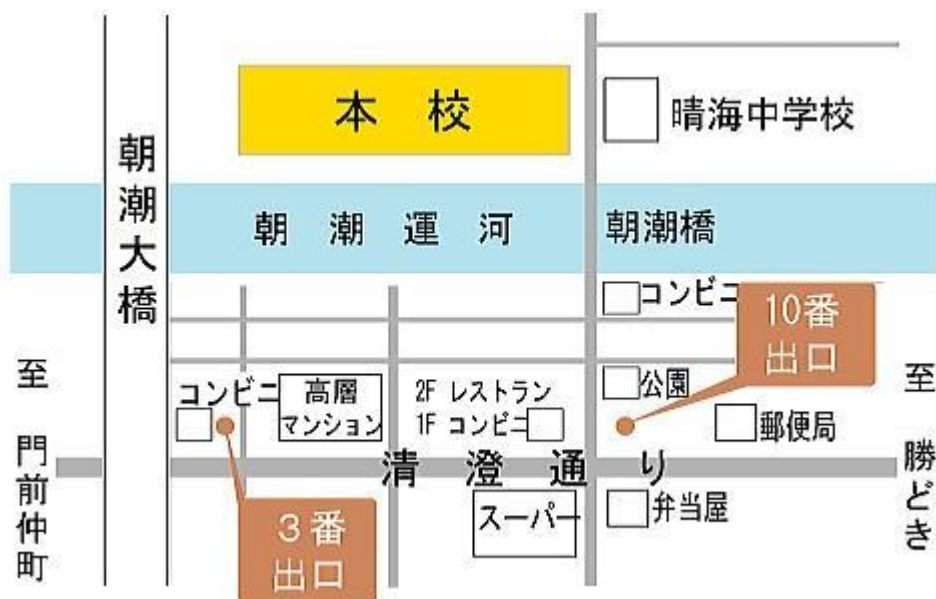 本校
晴海中学校
朝潮大橋
朝潮運河
朝潮橋
コンビニ
10番
出口
至門前仲町
コンビニ
高層
マンション
2F レストラン
1F コンビニ
公園
郵便局
至勝どき
清澄通り
3番
出口
スーパー
弁当屋